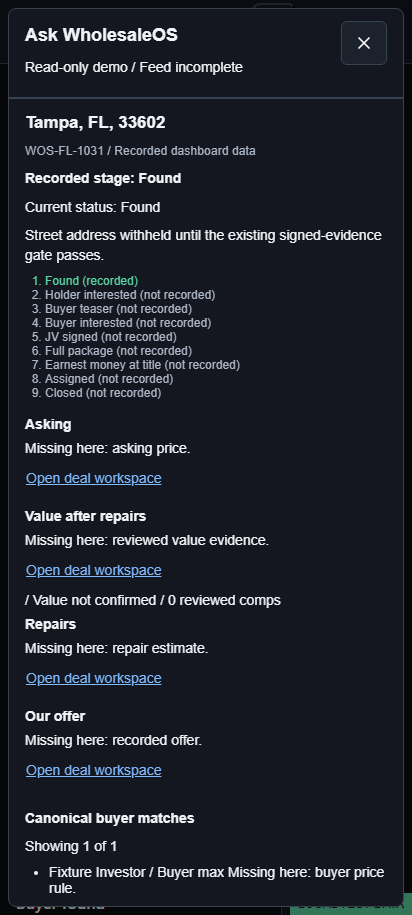 Ask WholesaleOS
Read-only demo / Feed incomplete
Tampa, FL, 33602
WOS-FL-1031 / Recorded dashboard data
Recorded stage: Found
Current status: Found
Street address withheld until the existing signed-evidence
gate passes.
1. Found (recorded)
2. Holder interested (not recorded)
3. Buyer teaser (not recorded)
4. Buyer interested (not recorded)
5. JV signed (not recorded)
6. Full package (not recorded)
7. Earnest money at title (not recorded)
8. Assigned (not recorded)
9. Closed (not recorded)
Asking
Missing here: asking price.
Open deal workspace
Value after repairs
Missing here: reviewed value evidence.
Open deal workspace
/ Value not confirmed / 0 reviewed comps
Repairs
Missing here: repair estimate.
Open deal workspace
Our offer
Missing here: recorded offer.
Open deal workspace
Canonical buyer matches
Showing 1 of 1
• Fixture Investor / Buyer max Missing here: buyer price
rule.
Buyer found